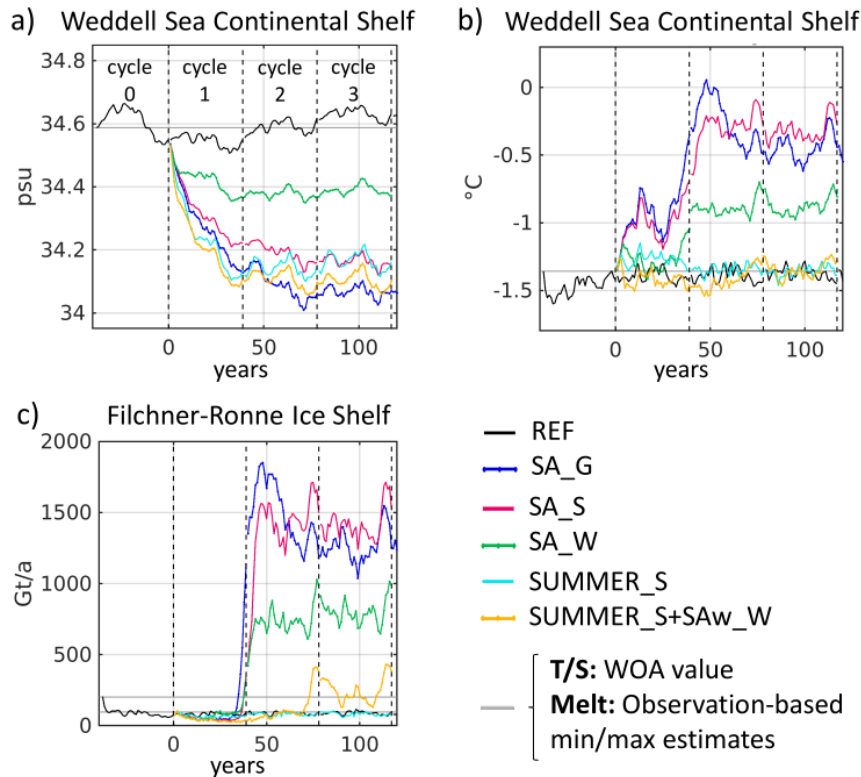 a) Weddell Sea Continental Shelf
34.8
34.6
34.4
34.2
34
psu
cycle 0
cycle 1
cycle 2
cycle 3
0
50
100
years
b) Weddell Sea Continental Shelf
0
-0.5
-1
-1.5
°C
0
50
100
years
c) Filchner-Ronne Ice Shelf
2000
1500
1000
500
0
Gt/a
0
50
100
years
REF
SA_G
SA_S
SA_W
SUMMER_S
SUMMER_S+SAw_W
T/S: WOA value
Melt: Observation-based
min/max estimates